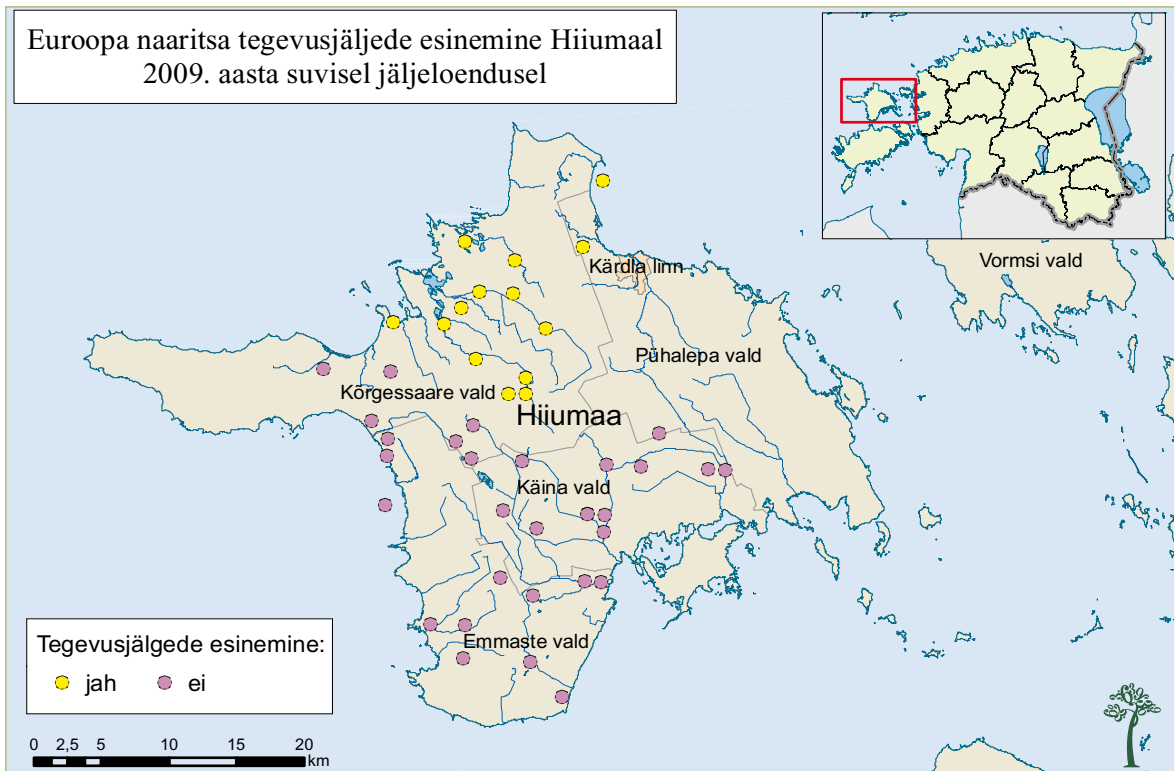 Euroopa naaritsa tegevusjäljede esinemine Hiiumaal
2009. aasta suvisel jäljeloendusel
Vormsi vald
Kärdla linn
Pühalepa vald
Kõrgessaare vald
Hiiumaa
Käina vald
Emmaste vald
Tegevusjälgede esinemine:
jah ei
0 2,5 5 10 15 20
km